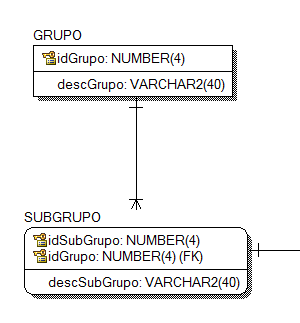 GRUPO
idGrupo: NUMBER(4)
descGrupo: VARCHAR2(40)
SUBGRUPO
idSubGrupo: NUMBER(4)
idGrupo: NUMBER(4) (FK)
descSubGrupo: VARCHAR2(40)